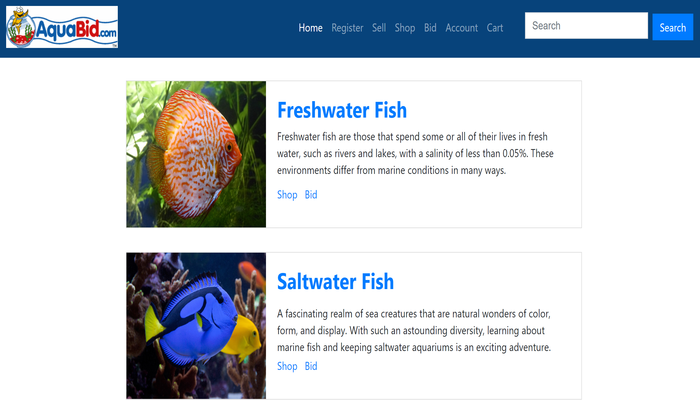 AquaBid.com
Home Register Sell Shop Bid Account Cart Search Search
Freshwater Fish
Freshwater fish are those that spend some or all of their lives in fresh
water, such as rivers and lakes, with a salinity of less than 0.05%. These
environments differ from marine conditions in many ways.
Shop Bid
Saltwater Fish
A fascinating realm of sea creatures that are natural wonders of color,
form, and display. With such an astounding diversity, learning about
marine fish and keeping saltwater aquariums is an exciting adventure.
Shop Bid